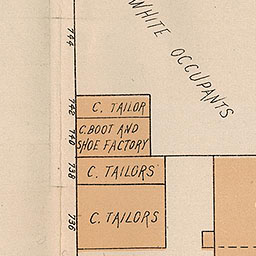 WHITE OCCUPANTS
744
742
C. TAILOR
740
C. BOOT AND
SHOE FACTORY
738
C. TAILORS
736
C. TAILORS